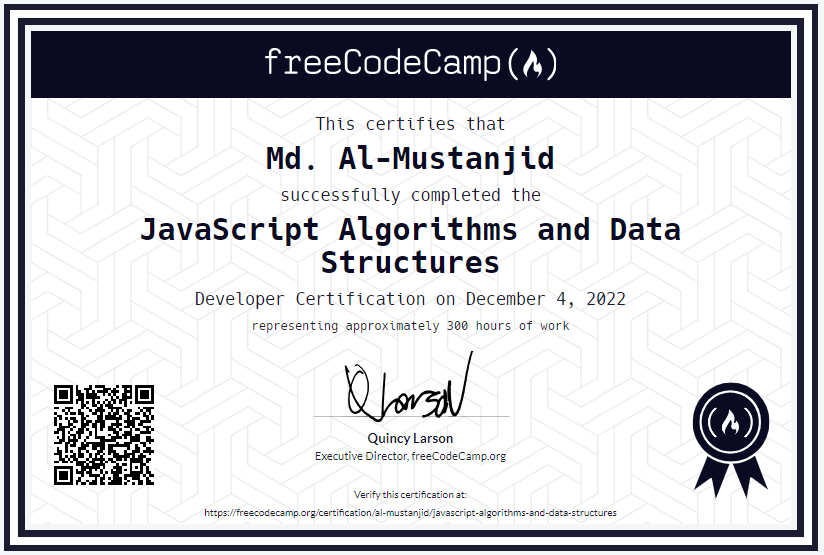 freeCodeCamp
This certifies that
Md. Al-Mustanjid
successfully completed the
JavaScript Algorithms and Data
Structures
Developer Certification on December 4, 2022
representing approximately 300 hours of work
Quincy Larson
Executive Director, freeCodeCamp.org
Verify this certification at:
https://freecodecamp.org/certification/al-mustanjid/javascript-algorithms-and-data-structures